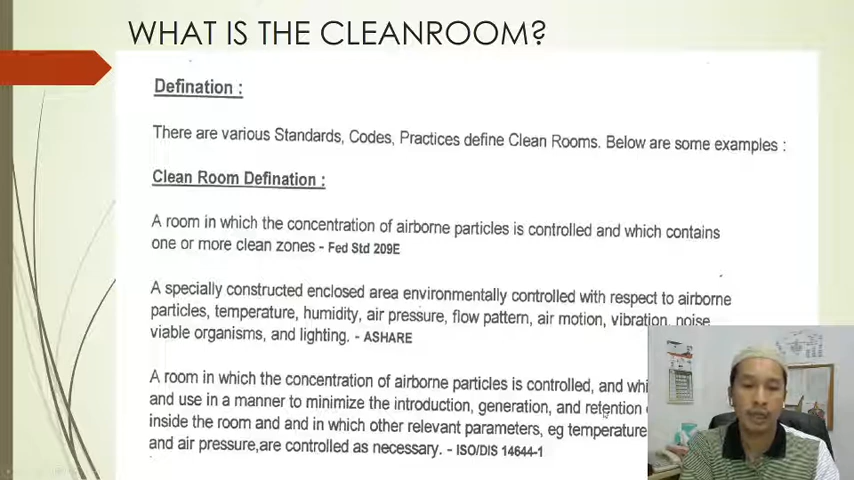 WHAT IS THE CLEANROOM?
Defination :
There are various Standards, Codes, Practices define Clean Rooms. Below are some examples :
Clean Room Defination :
A room in which the concentration of airborne particles is controlled and which contains
one or more clean zones - Fed Std 209E
A specially constructed enclosed area environmentally controlled with respect to airborne
particles, temperature, humidity, air pressure, flow pattern, air motion, vibration, noise
viable organisms, and lighting. - ASHARE
A room in which the concentration of airborne particles is controlled, and
and use in a manner to minimize the introduction, generation, and retention
inside the room and and in which other relevant parameters, eg temperature
and air pressure,are controlled as necessary. - ISO/DIS 14644-1